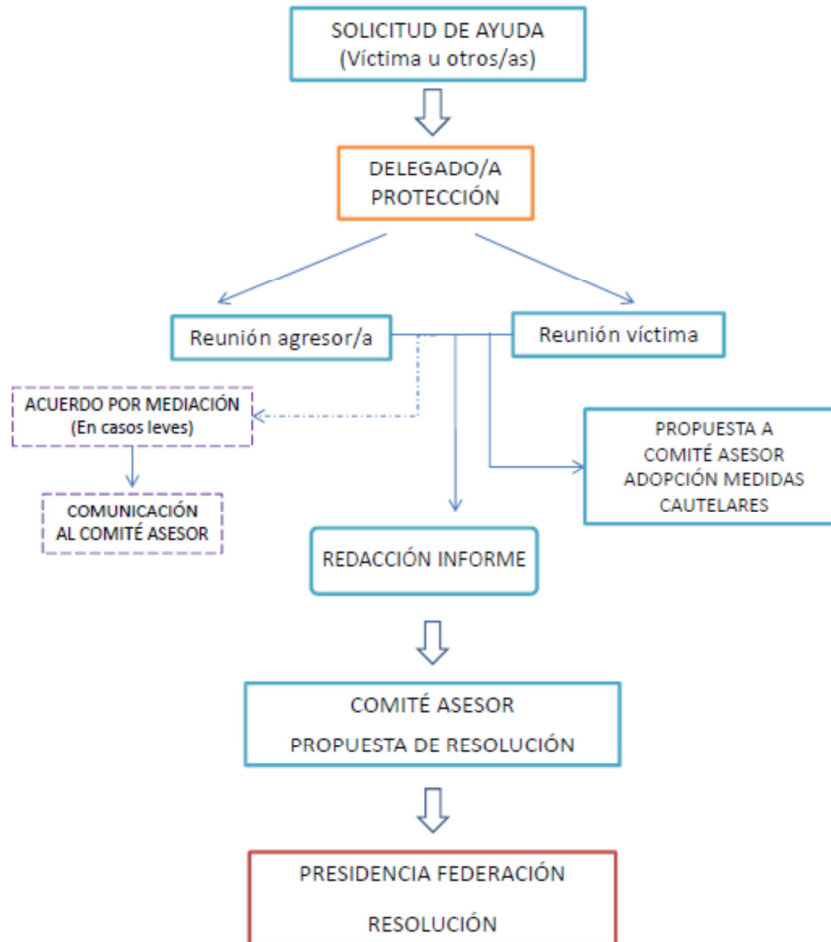 SOLICITUD DE AYUDA
(Víctima u otros/as)
DELEGADO/A
PROTECCIÓN
Reunión agresor/a
Reunión víctima
ACUERDO POR MEDIACIÓN
(En casos leves)
COMUNICACIÓN
AL COMITÉ ASESOR
PROPUESTA A
COMITÉ ASESOR
ADOPCIÓN MEDIDAS
CAUTELARES
REDACCIÓN INFORME
COMITÉ ASESOR
PROPUESTA DE RESOLUCIÓN
PRESIDENCIA FEDERACIÓN
RESOLUCIÓN